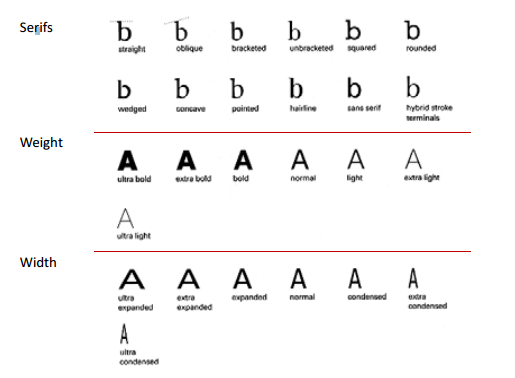 Serifs
b b b b b b
straight oblique bracketed unbracketed squared rounded
b b b b b b
wedged concave pointed hairline sans serif hybrid stroke
terminals
Weight
A A A A A A
ultra bold extra bold bold normal light extra light
A
ultra light
Width
A A A A A A
ultra extra expanded normal condensed extra
expanded expanded condensed
A
ultra
condensed